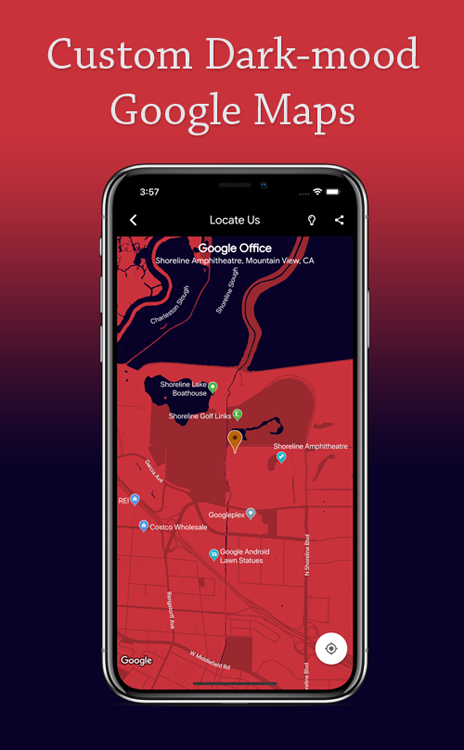 Custom Dark-mood
Google Maps
3:57
Locate Us
Google Office
Shoreline Amphitheatre, Mountain View, CA
Charleston Slough
Shoreline Slough
Shoreline Lake
Boathouse
Shoreline Golf Links
Shoreline Amphitheatre
Garcia Ave
REI
Googleplex
Costco Wholesale
Google Android
Lawn Statues
N Shoreline Blvd
Rengstorff Ave
W Middlefield Rd
Google